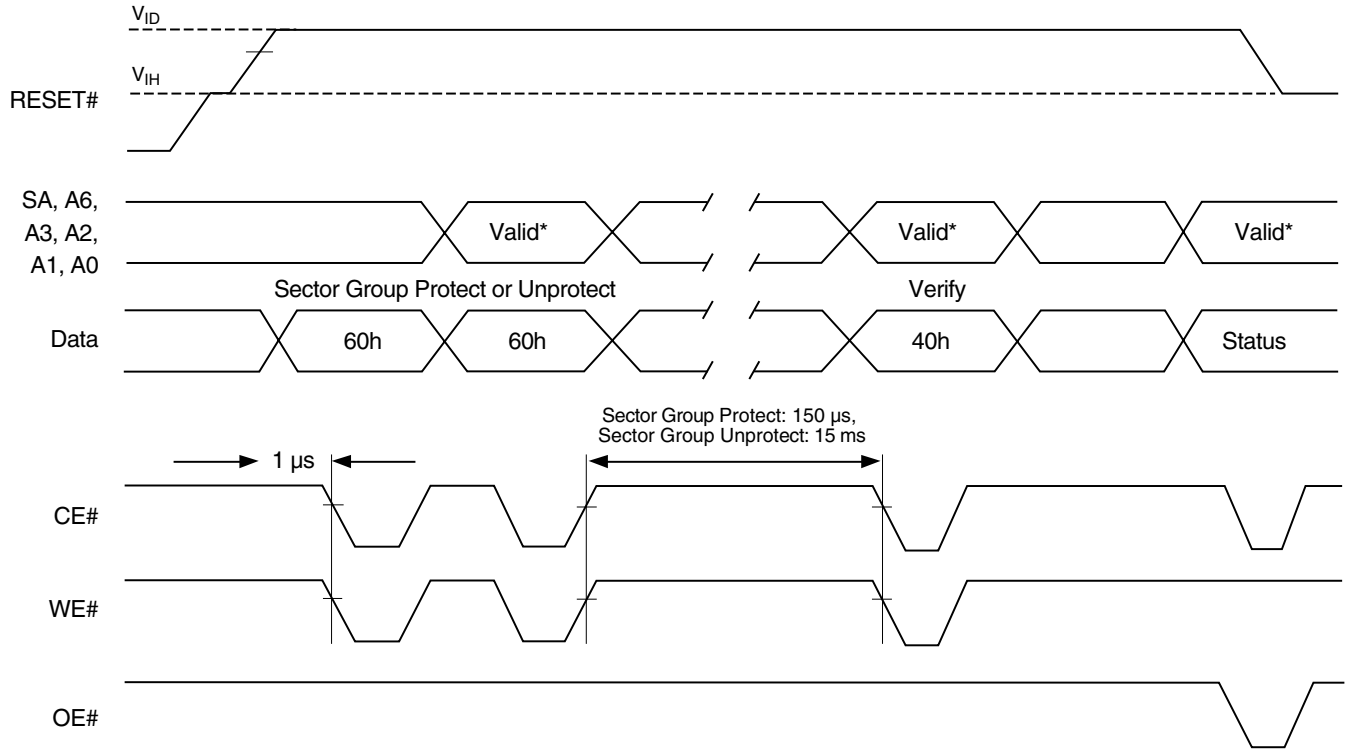 VID
VIH
RESET#
SA, A6,
A3, A2,
A1, A0
Valid*
Valid*
Valid*
Sector Group Protect or Unprotect
Verify
Data
60h
60h
40h
Status
Sector Group Protect: 150 µs,
Sector Group Unprotect: 15 ms
1 µs
CE#
WE#
OE#